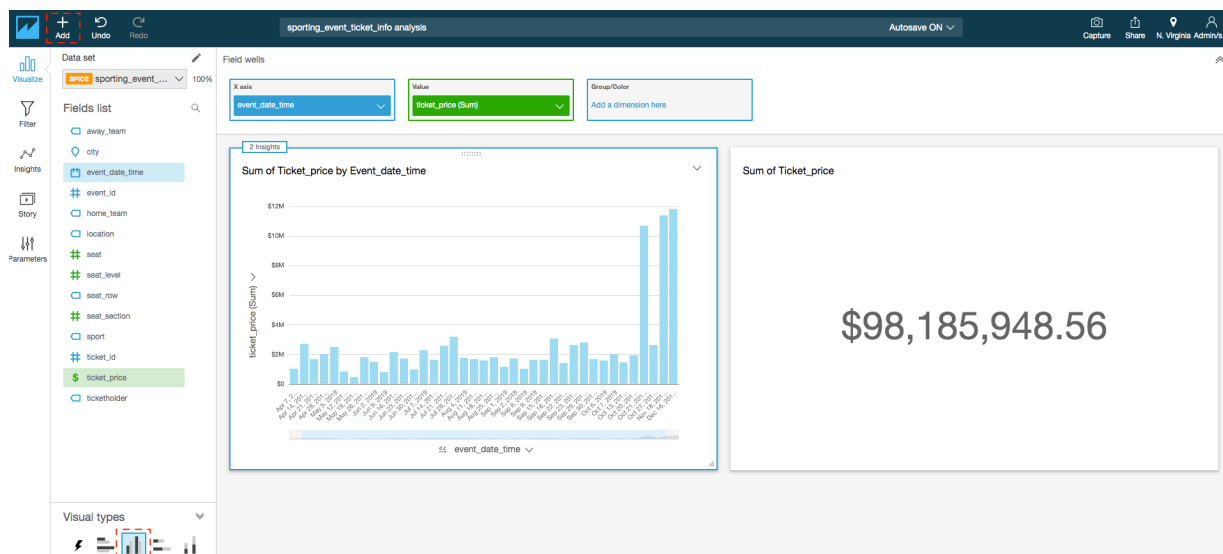 Add
Undo
Redo
sporting_event_ticket_info analysis
Autosave ON
Capture
Share
N. Virginia
Admin/s
Visualize
Filter
Insights
Story
Parameters
Data set
SPICE sporting_event_... 100%
Fields list
away_team
city
event_date_time
event_id
home_team
location
seat
seat_level
seat_row
seat_section
sport
ticket_id
$ ticket_price
ticketholder
Visual types
Field wells
X axis
event_date_time
Value
ticket_price (Sum)
Group/Color
Add a dimension here
2 Insights
Sum of Ticket_price by Event_date_time
$12M
$10M
$8M
$6M
$4M
$2M
$0
ticket_price (Sum)
event_date_time
Sum of Ticket_price
$98,185,948.56